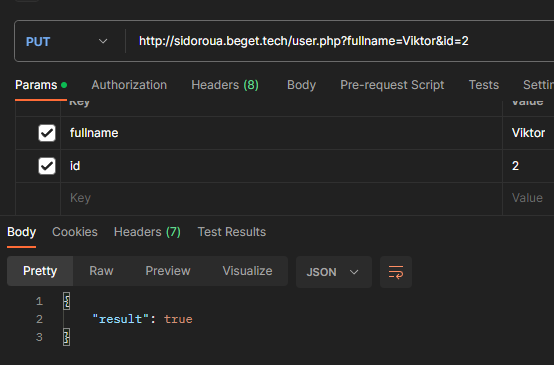 PUT http://sidoroua.beget.tech/user.php?fullname=Viktor&id=2
Params Authorization Headers (8) Body Pre-request Script Tests Settin
Key Value
fullname Viktor
id 2
Key Value
Body Cookies Headers (7) Test Results
Pretty Raw Preview Visualize JSON
1 {
2 "result": true
3 }